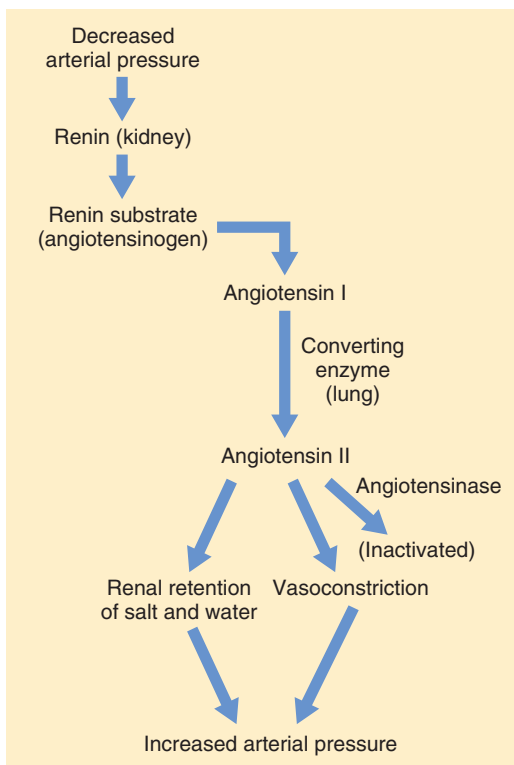 Decreased
arterial pressure
Renin (kidney)
Renin substrate
(angiotensinogen)
Angiotensin I
Converting
enzyme
(lung)
Angiotensin II
Angiotensinase
(Inactivated)
Renal retention
of salt and water
Vasoconstriction
Increased arterial pressure